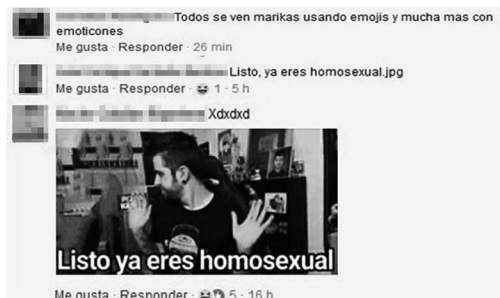 Todos se ven marikas usando emojis y mucha mas con
emoticones
Me gusta · Responder · 26 min
Listo, ya eres homosexual.jpg
Me gusta · Responder · 1 · 5 h
Xdxdxd
Listo ya eres homosexual
Me gusta · Responder · 5 · 16 h